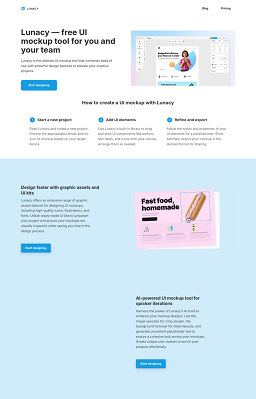 LUNACY
Blog
Pricing
Lunacy — free UI
mockup tool for you and
your team
Lunacy is the ultimate UI mockup tool that combines ease
of use with powerful design features to elevate your creative
projects.
Start designing
How to create a UI mockup with Lunacy
1 Start a new project
Open Lunacy and create a new project.
Choose the appropriate canvas size for
your UI mockup based on your target
device.
2 Add UI elements
Use Lunacy's built-in library to drag
and drop UI components like buttons,
text fields, and icons onto your canvas.
Arrange them as needed.
3 Refine and export
Adjust the styles and properties of your
UI elements for a polished look. Once
satisfied, export your mockup in the
desired format for sharing.
Design faster with graphic assets and
UI kits
Lunacy offers an extensive range of graphic
assets tailored for designing UI mockups,
including high-quality icons, illustrations, and
fonts. Utilize ready-made UI kits to jumpstart
your project and ensure your mockups are
visually impactful while saving you time in the
design process.
Start designing
Fast food,
homemade
AI-powered UI mockup tool for
quicker iterations
Harness the power of Lunacy's AI tools to
enhance your mockup designs. Use the
image upscaler for crisp visuals, the
background remover for clean layouts, and
generate consistent placeholder text to
ensure a cohesive look across your mockups.
Create unique user avatars to enrich your
projects effortlessly.
Start designing